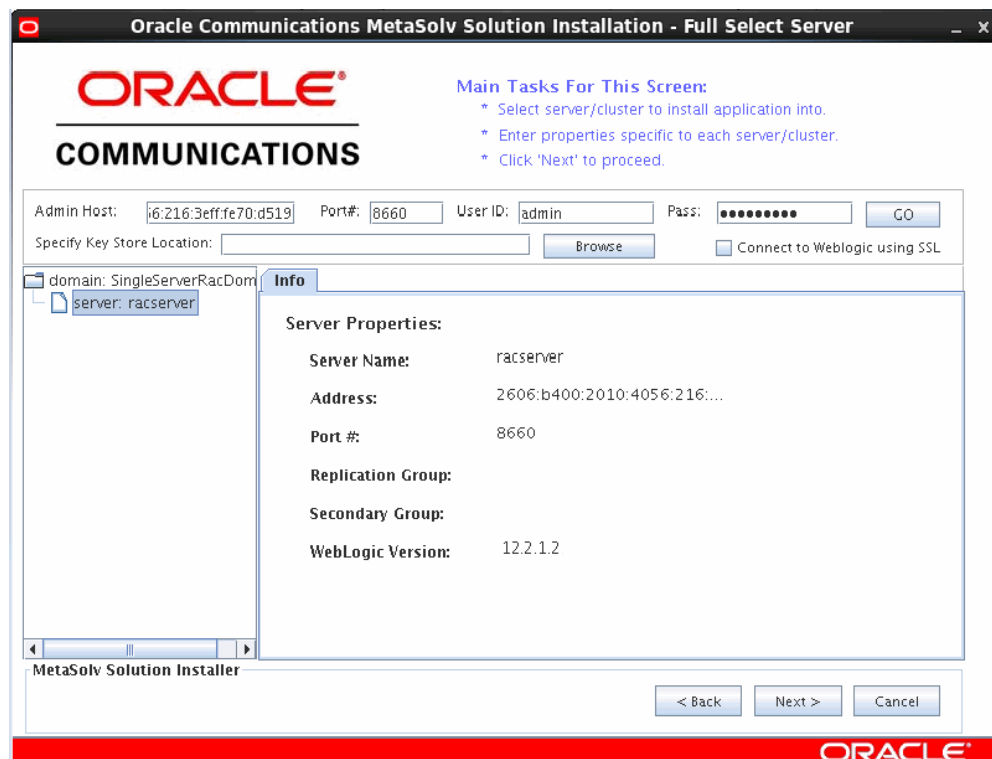 Oracle Communications MetaSolv Solution Installation - Full Select Server
ORACLE
COMMUNICATIONS
Main Tasks For This Screen:
* Select server/cluster to install application into.
* Enter properties specific to each server/cluster.
* Click 'Next' to proceed.
Admin Host: i6:216:3eff:fe70:d519 Port#: 8660 User ID: admin Pass: ●●●●●●●●● GO
Specify Key Store Location: Browse Connect to Weblogic using SSL
domain: SingleServerRacDom
server: racserver
Info
Server Properties:
Server Name: racserver
Address: 2606:b400:2010:4056:216:...
Port #: 8660
Replication Group:
Secondary Group:
WebLogic Version: 12.2.1.2
MetaSolv Solution Installer
< Back Next > Cancel
ORACLE